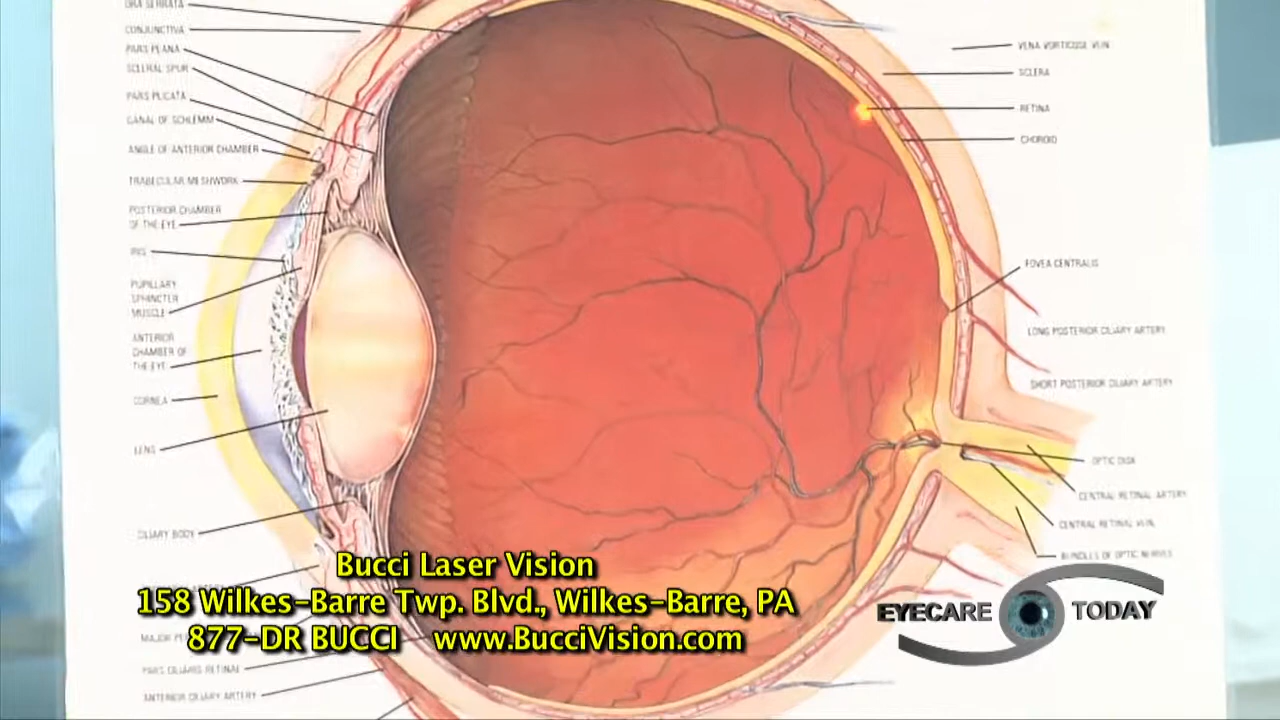 ORA SERRATA
CONJUNCTIVA
PARS PLANA
SCLERAL SPUR
PARS PLICATA
CANAL OF SCHLEMM
ANGLE OF ANTERIOR CHAMBER
TRABECULAR MESHWORK
POSTERIOR CHAMBER
OF THE EYE
IRIS
PUPILLARY
SPHINCTER
MUSCLE
ANTERIOR
CHAMBER OF
THE EYE
CORNEA
LENS
CILIARY BODY
MAJOR
PARS CILIARIS RETINAE
ANTERIOR CILIARY ARTERY
VENA VORTICOSE VEIN
SCLERA
RETINA
CHOROID
FOVEA CENTRALIS
LONG POSTERIOR CILIARY ARTERY
SHORT POSTERIOR CILIARY ARTERY
OPTIC DISK
CENTRAL RETINAL ARTERY
CENTRAL RETINAL VEIN
BUNDLES OF OPTIC NERVES
Bucci Laser Vision
158 Wilkes-Barre Twp. Blvd., Wilkes-Barre, PA
877-DR BUCCI www.BucciVision.com
EYECARE TODAY